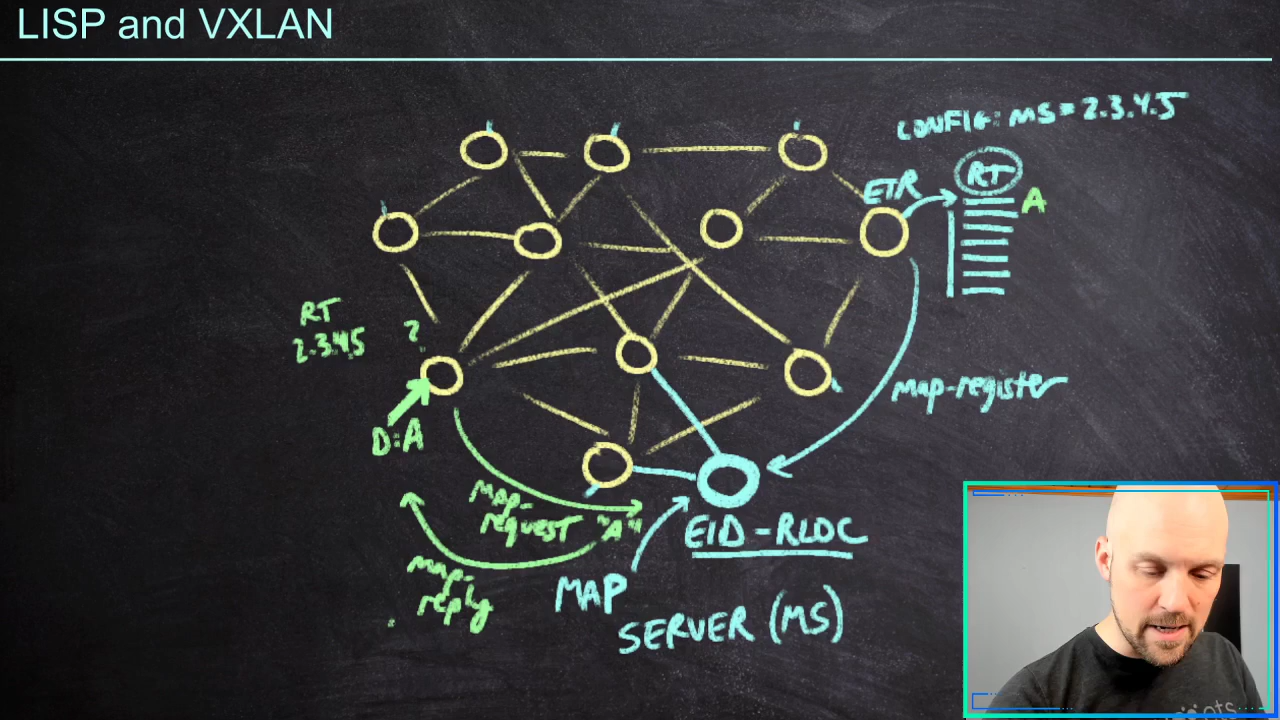 LISP and VXLAN
CONFIG: MS = 2.3.4.5
RT
ETR
A
RT
2.3.4.5
?
D:A
map-register
map-
request "A"
map-
reply
EID-RLOC
MAP
SERVER (MS)